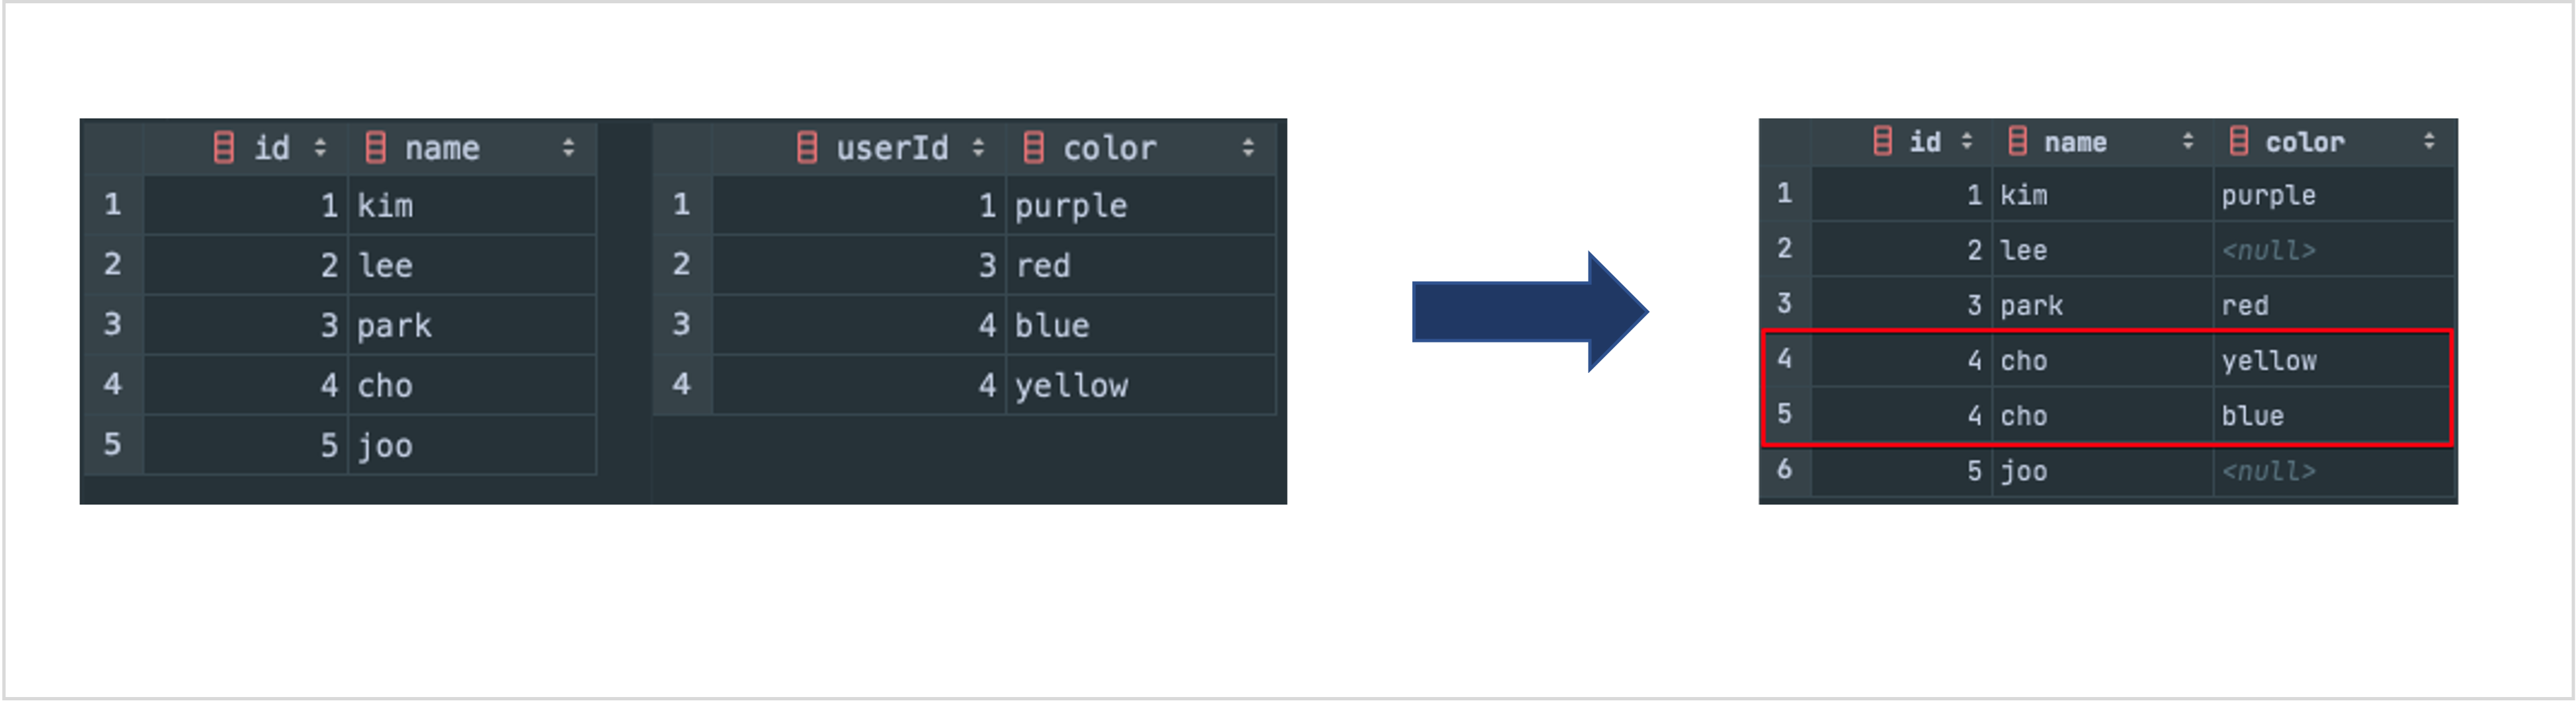 id name
1 1 kim
2 2 lee
3 3 park
4 4 cho
5 5 joo
userId color
1 1 purple
2 3 red
3 4 blue
4 4 yellow
id name color
1 1 kim purple
2 2 lee <null>
3 3 park red
4 4 cho yellow
5 4 cho blue
6 5 joo <null>